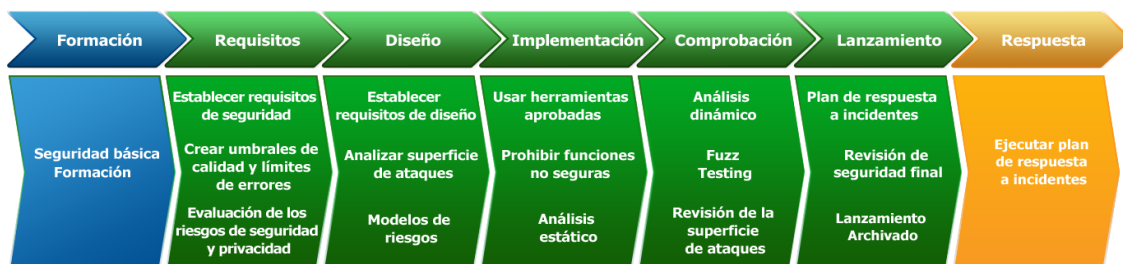 Formación
Requisitos
Diseño
Implementación
Comprobación
Lanzamiento
Respuesta
Seguridad básica
Formación
Establecer requisitos
de seguridad
Crear umbrales de
calidad y límites
de errores
Evaluación de los
riesgos de seguridad
y privacidad
Establecer
requisitos de diseño
Analizar superficie
de ataques
Modelos de
riesgos
Usar herramientas
aprobadas
Prohibir funciones
no seguras
Análisis
estático
Análisis
dinámico
Fuzz
Testing
Revisión de la
superficie
de ataques
Plan de respuesta
a incidentes
Revisión de
seguridad final
Lanzamiento
Archivado
Ejecutar plan
de respuesta
a incidentes